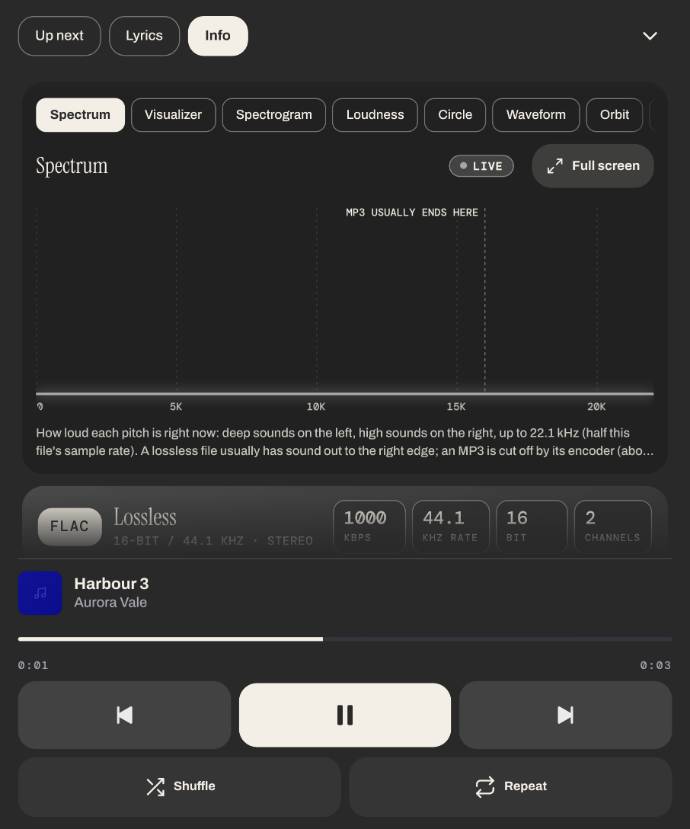 Up next
Lyrics
Info
Spectrum
Visualizer
Spectrogram
Loudness
Circle
Waveform
Orbit
Spectrum
LIVE
Full screen
MP3 USUALLY ENDS HERE
0
5K
10K
15K
20K
How loud each pitch is right now: deep sounds on the left, high sounds on the right, up to 22.1 kHz (half this
file's sample rate). A lossless file usually has sound out to the right edge; an MP3 is cut off by its encoder (abo...
FLAC
Lossless
16-BIT / 44.1 KHZ · STEREO
1000
KBPS
44.1
KHZ RATE
16
BIT
2
CHANNELS
Harbour 3
Aurora Vale
0:01
0:03
Shuffle
Repeat